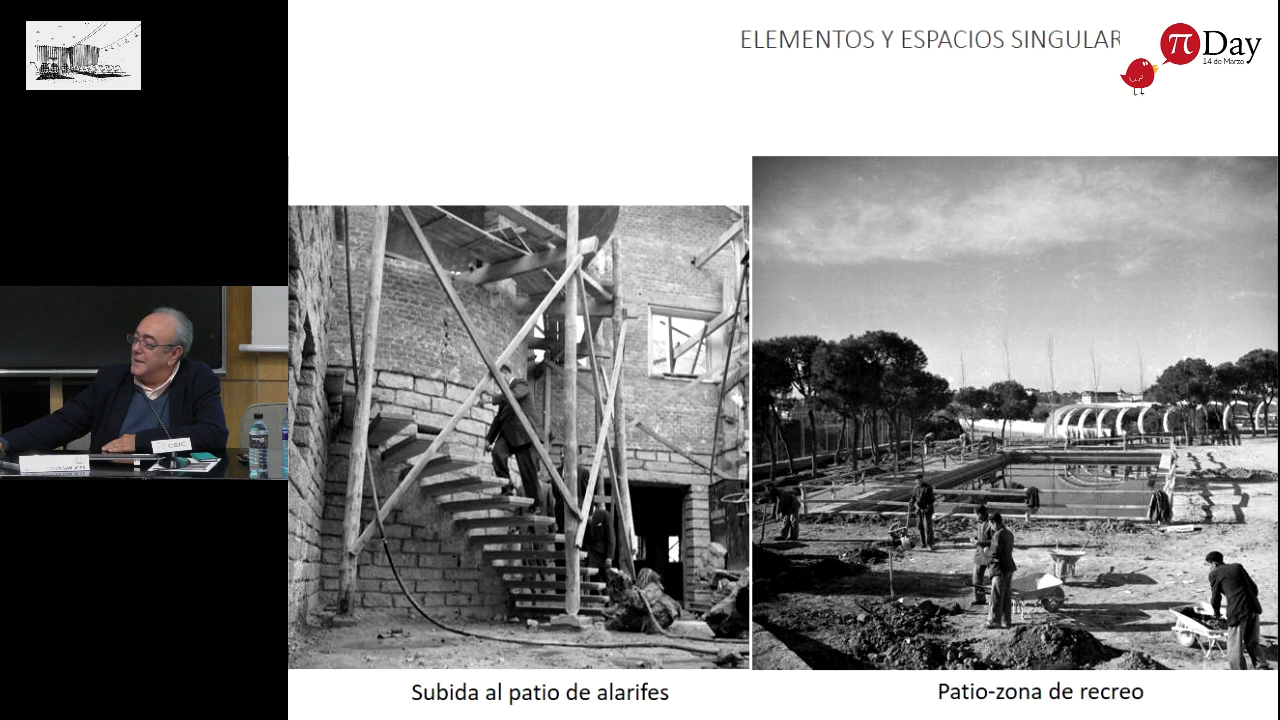 ELEMENTOS Y ESPACIOS SINGULAR
π Day
14 de Marzo
CSIC
Subida al patio de alarifes
Patio-zona de recreo